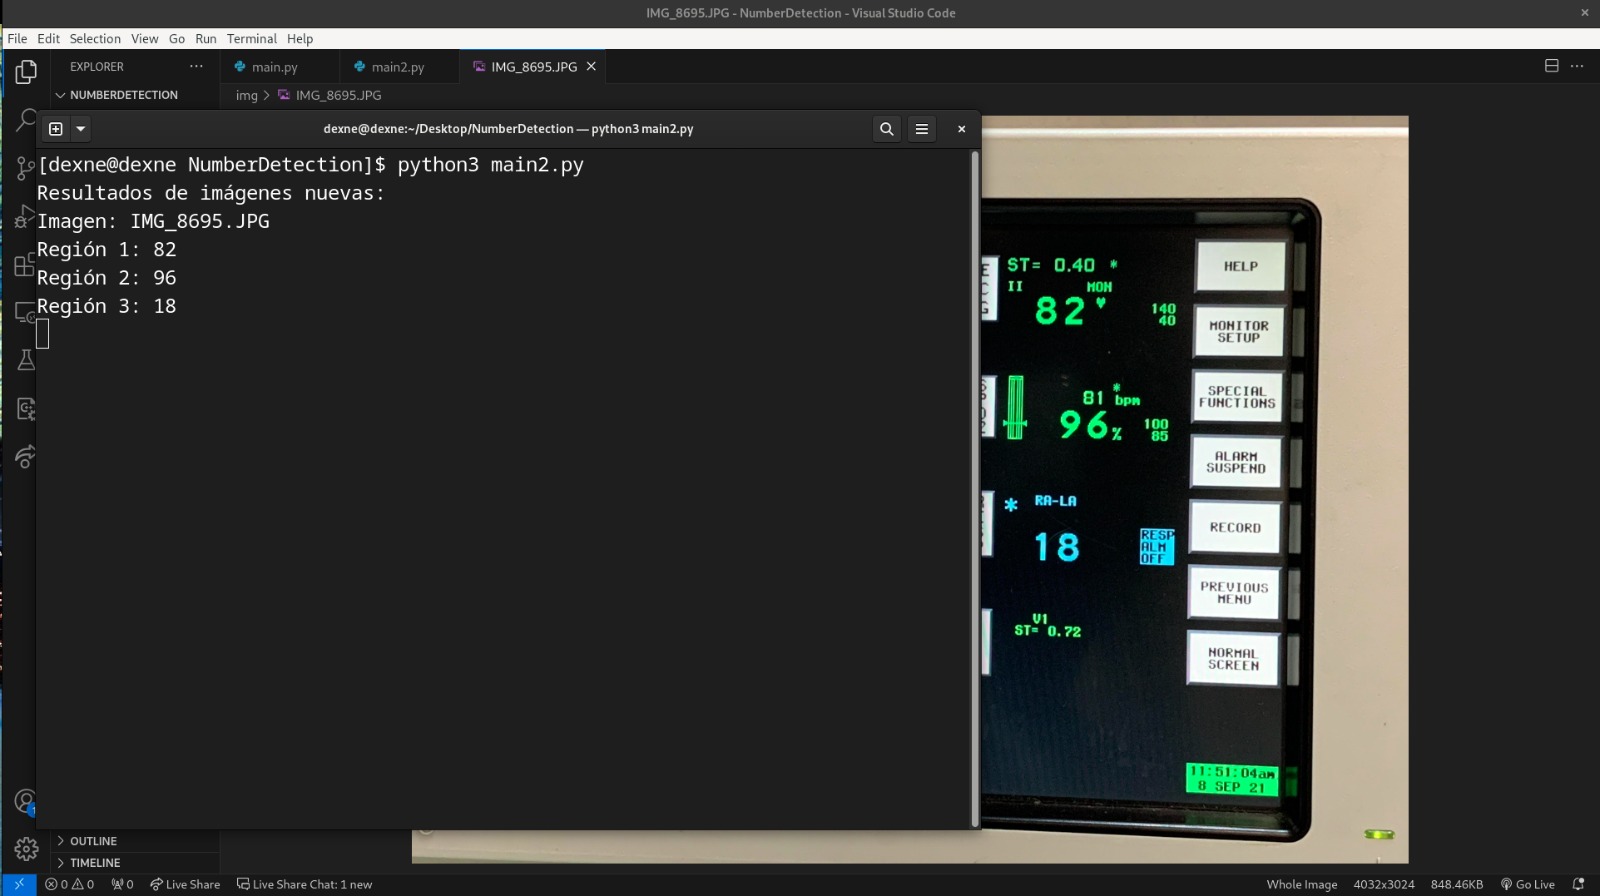 IMG_8695.JPG - NumberDetection - Visual Studio Code
File Edit Selection View Go Run Terminal Help
EXPLORER
main.py
main2.py
IMG_8695.JPG
NUMBERDETECTION
img > IMG_8695.JPG
dexne@dexne:~/Desktop/NumberDetection — python3 main2.py
[dexne@dexne NumberDetection]$ python3 main2.py
Resultados de imágenes nuevas:
Imagen: IMG_8695.JPG
Región 1: 82
Región 2: 96
Región 3: 18
E
C
G
ST= 0.40 *
II MON
82
140
40
81 bpm
*
96%
100
85
* RA-LA
18
RESP
ALM
OFF
V1
ST= 0.72
HELP
MONITOR
SETUP
SPECIAL
FUNCTIONS
ALARM
SUSPEND
RECORD
PREVIOUS
MENU
NORMAL
SCREEN
11:51:04am
8 SEP 21
OUTLINE
TIMELINE
0 0 0 Live Share Live Share Chat: 1 new Whole Image 4032x3024 848.46KB Go Live